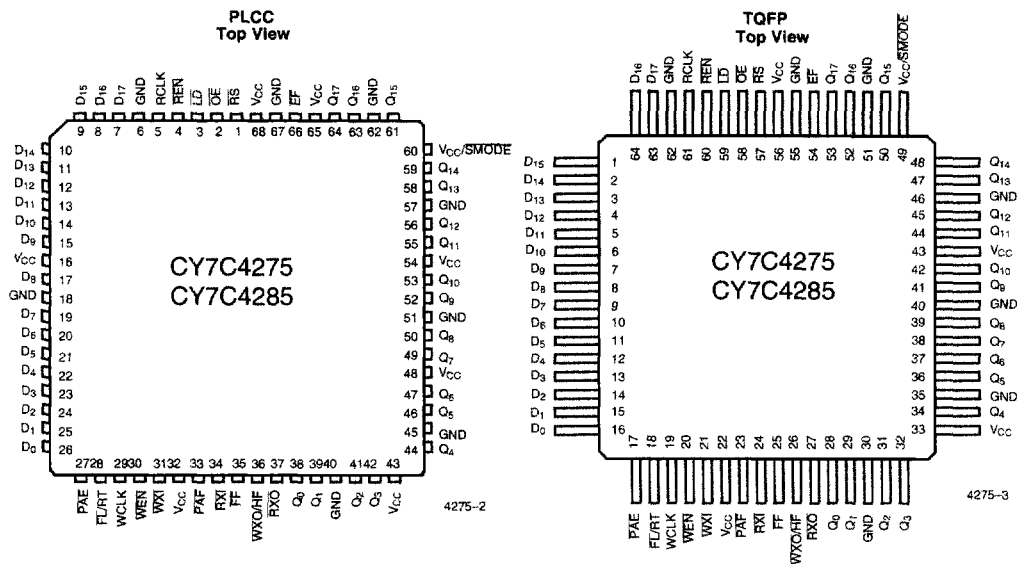 PLCC
Top View
D15 D16 D17 GND RCLK REN LD OE RS VCC GND EF VCC Q17 Q16 GND Q15
9 8 7 6 5 4 3 2 1 68 67 66 65 64 63 62 61
D14 10
D13 11
D12 12
D11 13
D10 14
D9 15
VCC 16
D8 17
GND 18
D7 19
D6 20
D5 21
D4 22
D3 23
D2 24
D1 25
D0 26
CY7C4275
CY7C4285
60 VCC/SMODE
59 Q14
58 Q13
57 GND
56 Q12
55 Q11
54 VCC
53 Q10
52 Q9
51 GND
50 Q8
49 Q7
48 VCC
47 Q6
46 Q5
45 GND
44 Q4
27 28 29 30 31 32 33 34 35 36 37 38 39 40 41 42 43
PAE FL/RT WCLK WEN WXI VCC PAF RXI FF WXO/HF RXO Q0 Q1 GND Q2 Q3 VCC
4275–2
TQFP
Top View
D16 D17 GND RCLK REN LD OE RS VCC GND EF Q17 Q16 GND Q15 VCC/SMODE
64 63 62 61 60 59 58 57 56 55 54 53 52 51 50 49
D15 1
D14 2
D13 3
D12 4
D11 5
D10 6
D9 7
D8 8
D7 9
D6 10
D5 11
D4 12
D3 13
D2 14
D1 15
D0 16
CY7C4275
CY7C4285
48 Q14
47 Q13
46 GND
45 Q12
44 Q11
43 VCC
42 Q10
41 Q9
40 GND
39 Q8
38 Q7
37 Q6
36 Q5
35 GND
34 Q4
33 VCC
17 18 19 20 21 22 23 24 25 26 27 28 29 30 31 32
PAE FL/RT WCLK WEN WXI VCC PAF RXI FF WXO/HF RXO Q0 Q1 GND Q2 Q3
4275–3